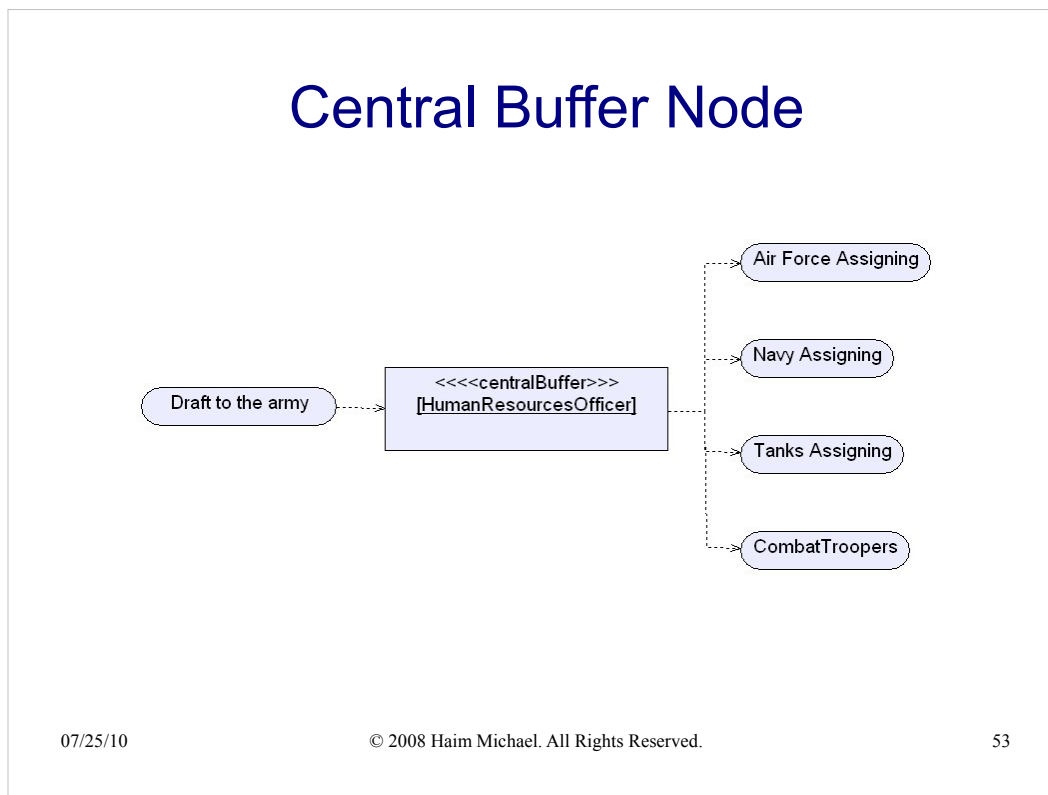 Central Buffer Node
Draft to the army
<<<<centralBuffer>>>
[HumanResourcesOfficer]
Air Force Assigning
Navy Assigning
Tanks Assigning
CombatTroopers
07/25/10
© 2008 Haim Michael. All Rights Reserved.
53